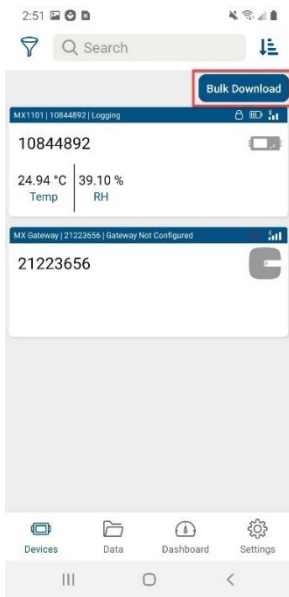 2:51
Search
Bulk Download
MX1101 | 10844892 | Logging
10844892
24.94 °C 39.10 %
Temp RH
MX Gateway | 21223656 | Gateway Not Configured
21223656
Devices Data Dashboard Settings